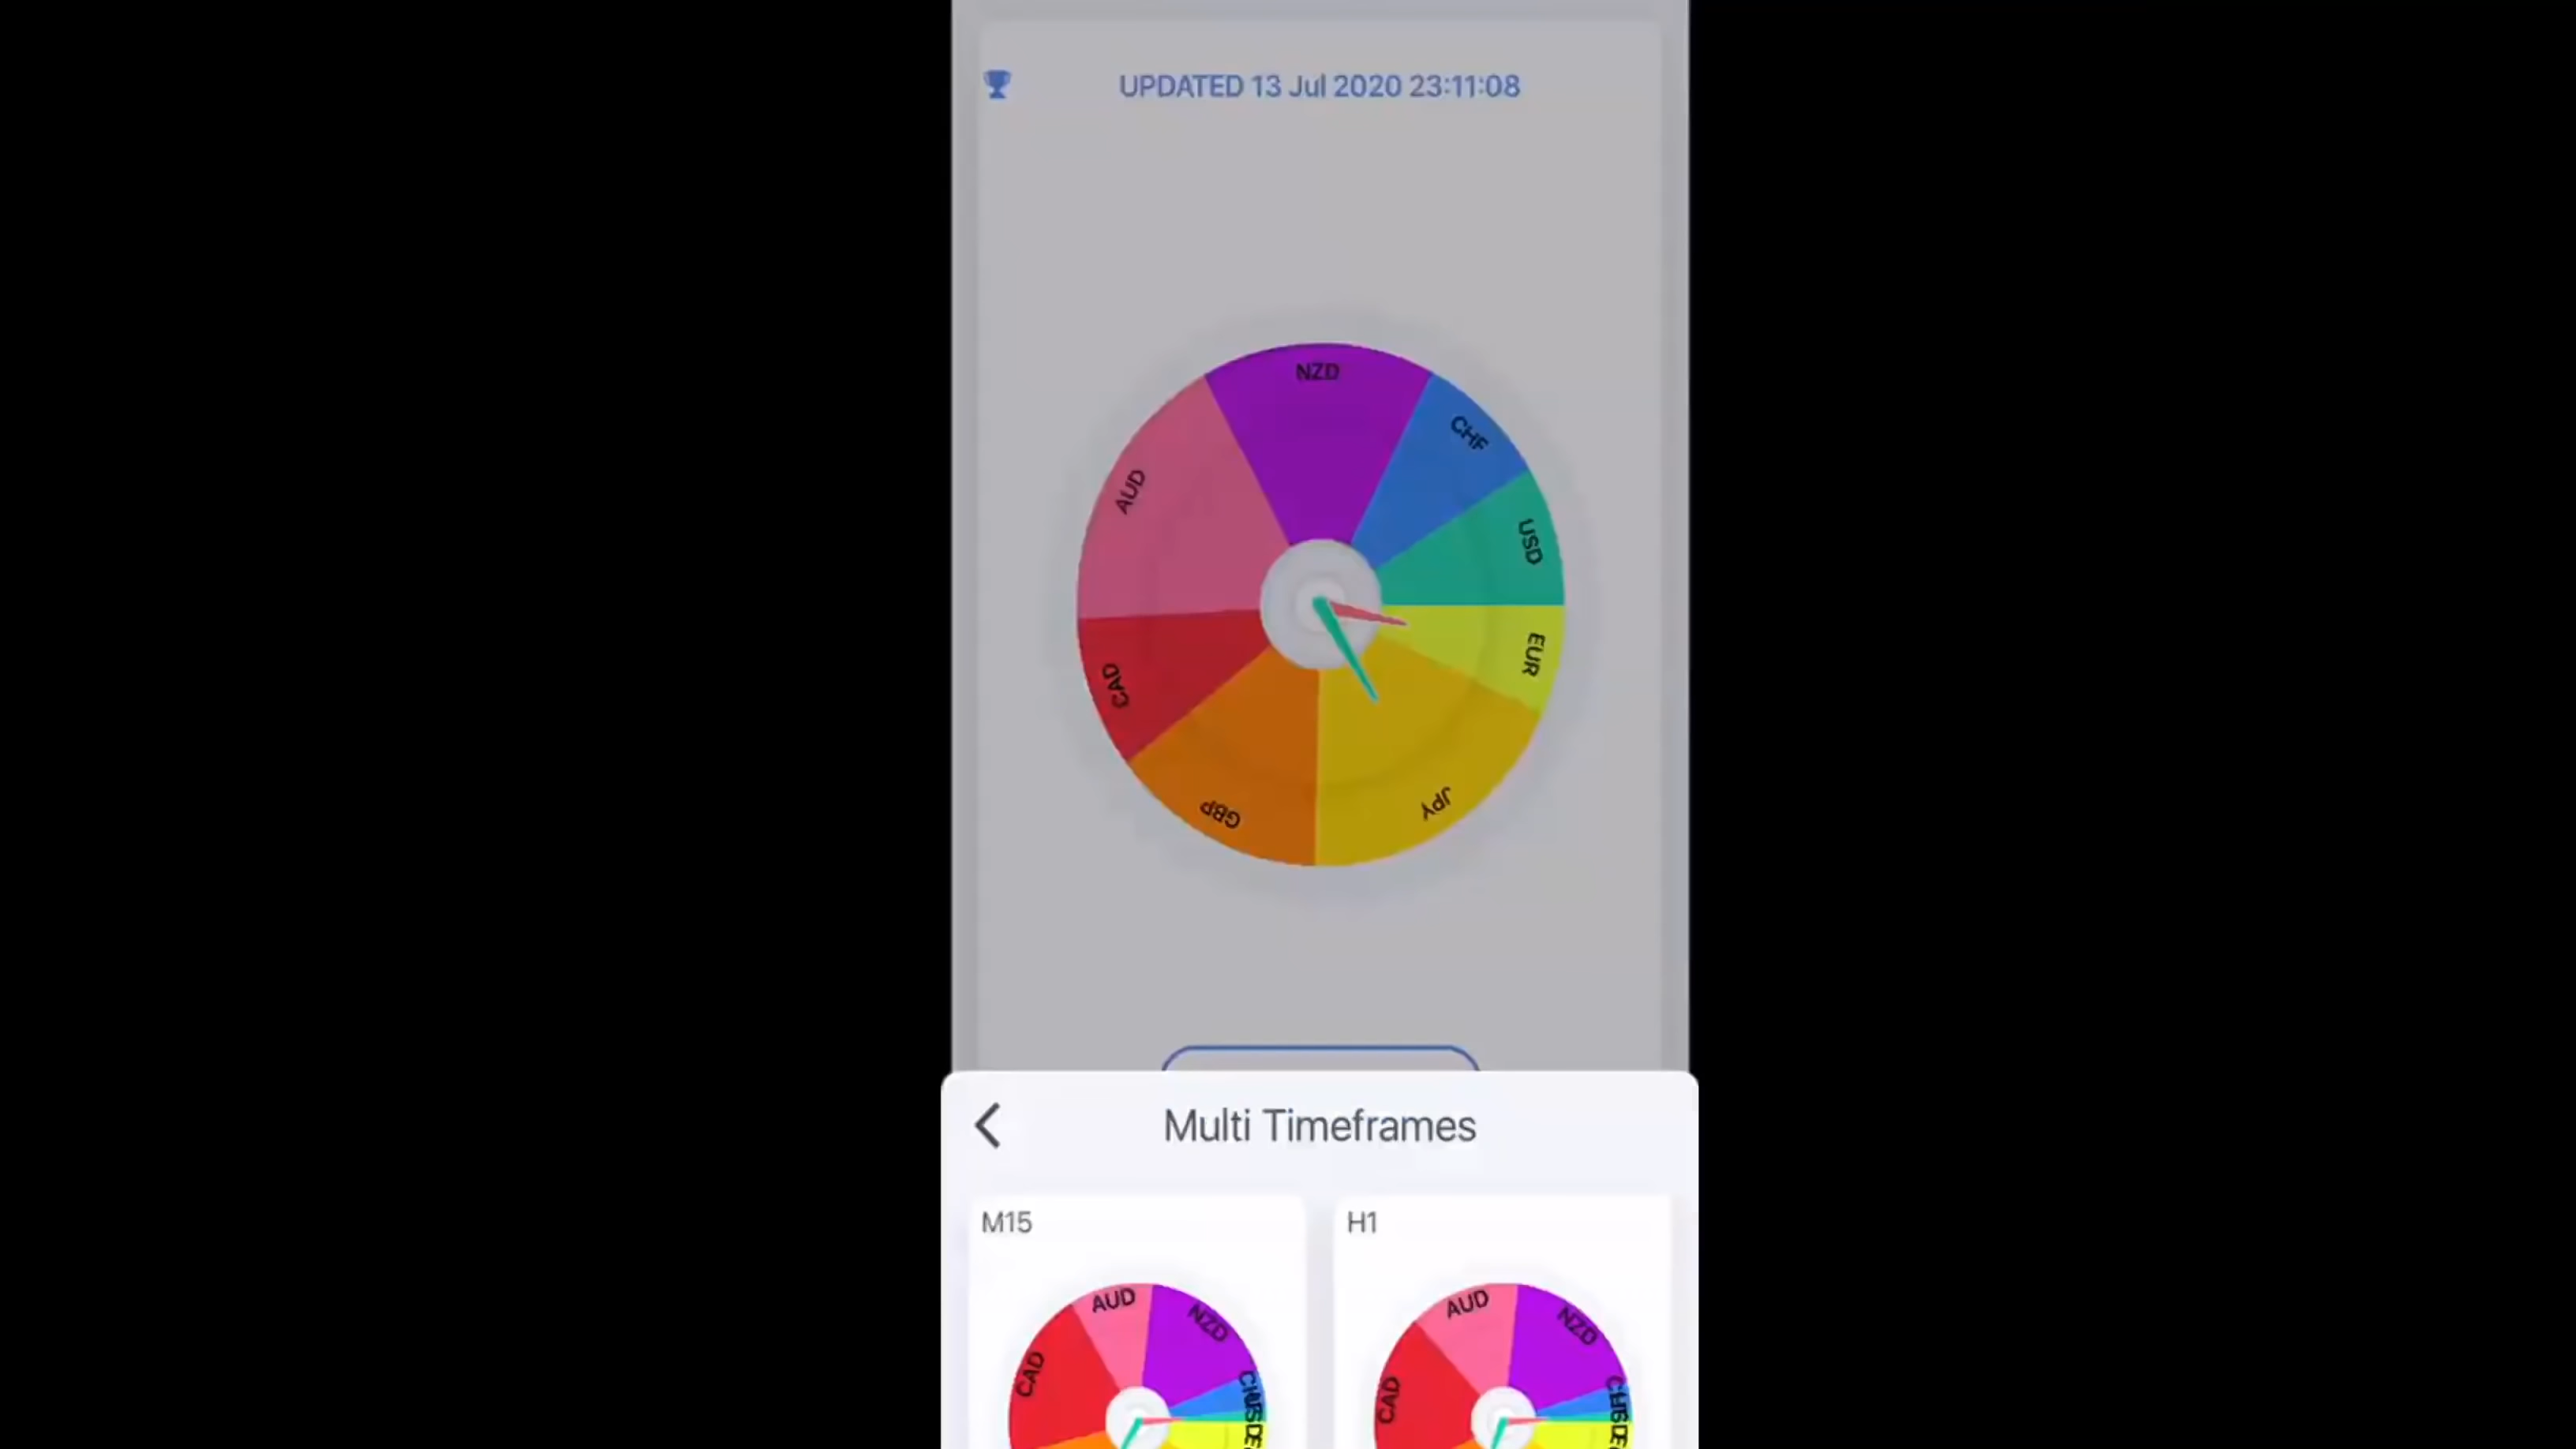 UPDATED 13 Jul 2020 23:11:08
NZD
CHF
AUD
USD
EUR
CAD
JPY
GBP
Multi Timeframes
M15
H1
AUD
NZD
CAD
AUD
NZD
CAD